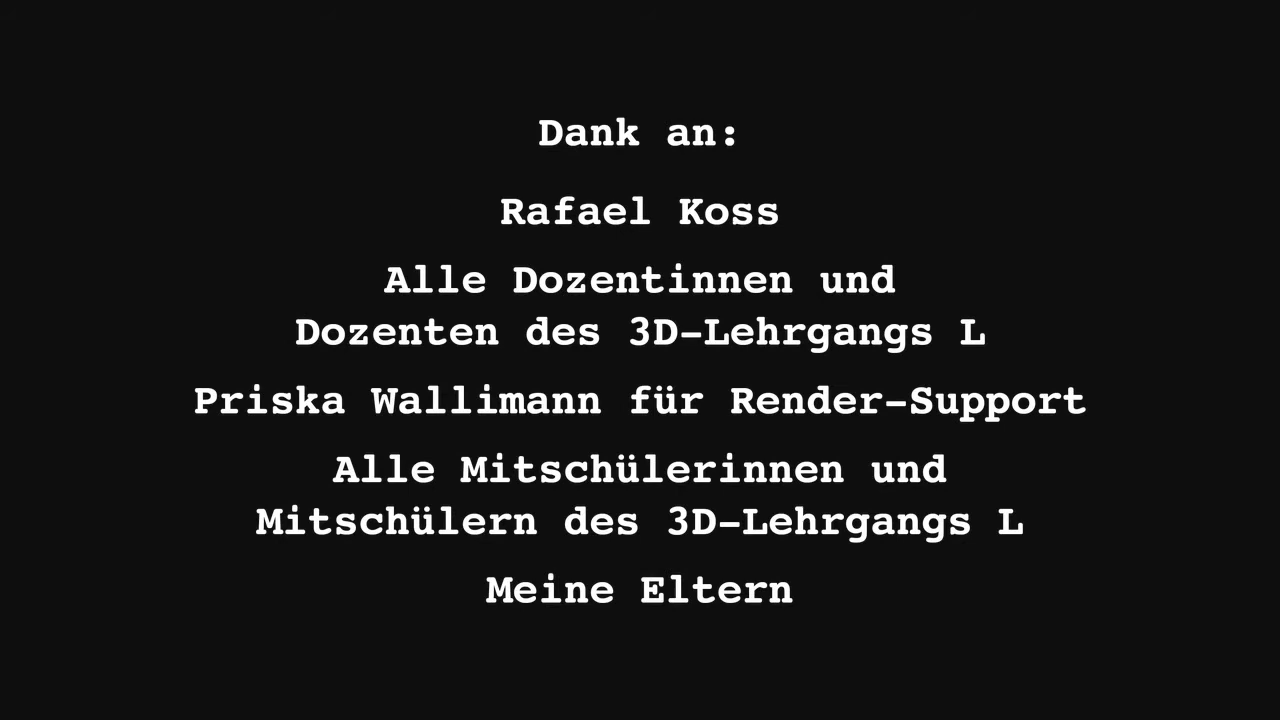 Dank an:
Rafael Koss
Alle Dozentinnen und
Dozenten des 3D-Lehrgangs L
Priska Wallimann für Render-Support
Alle Mitschülerinnen und
Mitschülern des 3D-Lehrgangs L
Meine Eltern